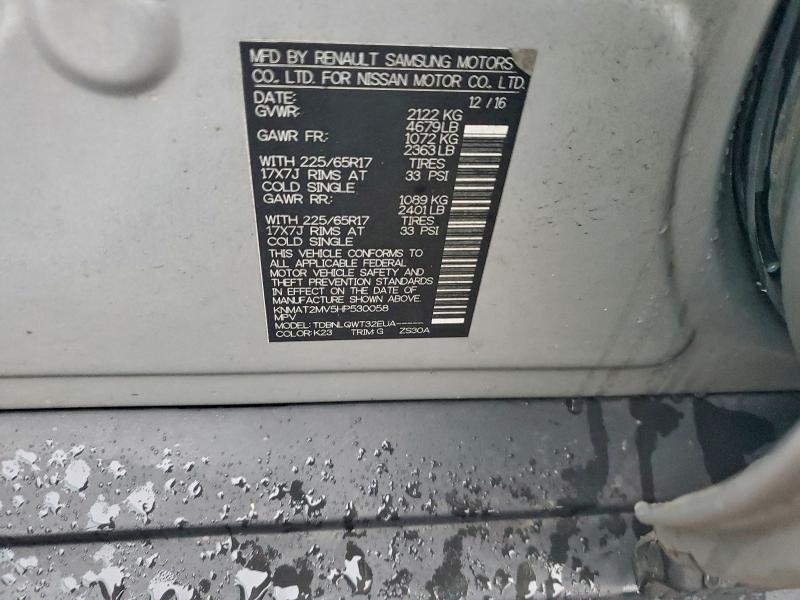 MFD BY RENAULT SAMSUNG MOTORS
CO., LTD. FOR NISSAN MOTOR CO., LTD.
DATE: 12 / 16
GVWR: 2122 KG
4679 LB
GAWR FR: 1072 KG
2363 LB
WITH 225/65R17 TIRES
17X7J RIMS AT 33 PSI
COLD SINGLE
GAWR RR: 1089 KG
2401 LB
WITH 225/65R17 TIRES
17X7J RIMS AT 33 PSI
COLD SINGLE
THIS VEHICLE CONFORMS TO
ALL APPLICABLE FEDERAL
MOTOR VEHICLE SAFETY AND
THEFT PREVENTION STANDARDS
IN EFFECT ON THE DATE OF
MANUFACTURE SHOWN ABOVE.
KNMAT2MV5HP530058
MPV
MODEL: TDBNLQWT32EUA-----
COLOR: K23 TRIM: G ZS30A